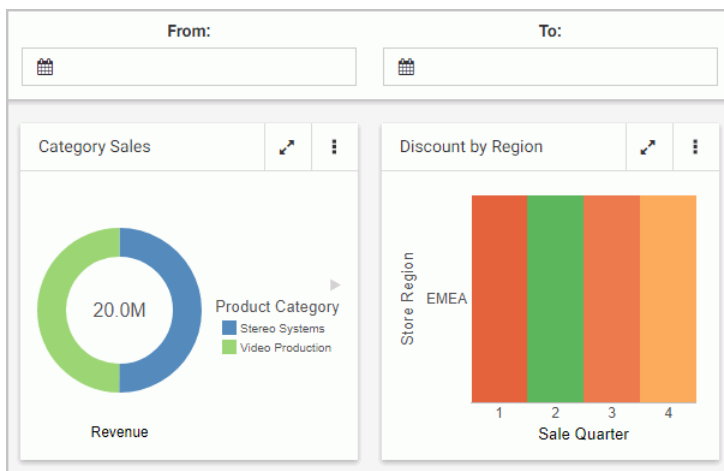 From:
To:
Category Sales
Discount by Region
20.0M
Product Category
Stereo Systems
Video Production
Revenue
Store Region
EMEA
1 2 3 4
Sale Quarter